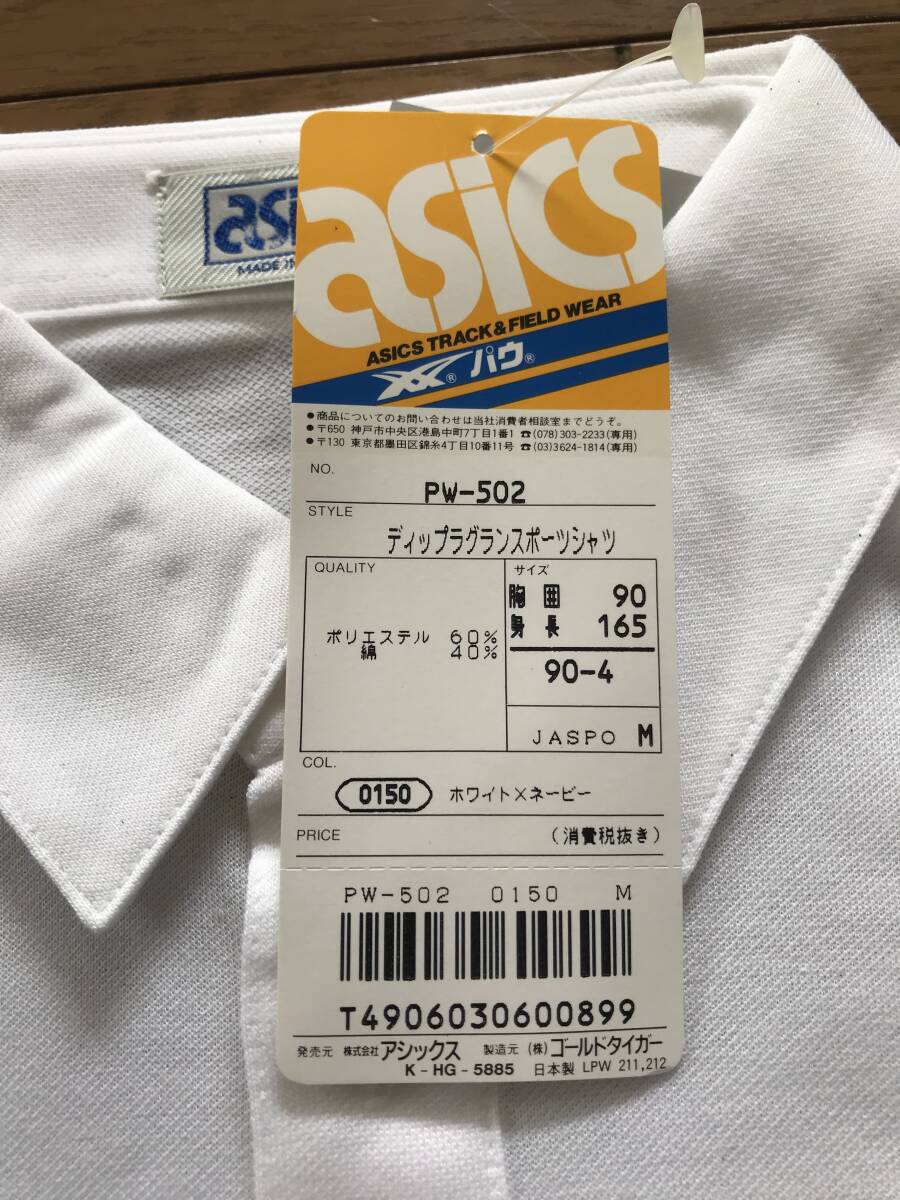 asi
MADE IN
asics
ASICS TRACK&FIELD WEAR
® パウ®
●商品についてのお問い合わせは当社消費者相談室までどうぞ。
●〒650 神戸市中央区港島中町7丁目1番1 ☎(078)303-2233(専用)
●〒130 東京都墨田区錦糸4丁目10番11号 ☎(03)3624-1814(専用)
NO.
PW-502
STYLE
ディップラグランスポーツシャツ
QUALITY
サイズ
胸囲 90
身長 165
ポリエステル 60%
綿 40%
90-4
JASPO M
COL.
0150 ホワイト×ネービー
PRICE (消費税抜き)
PW-502 0150 M
T4906030600899
発売元 株式会社アシックス 製造元 (株)ゴールドタイガー
K-HG-5885 日本製 LPW 211,212